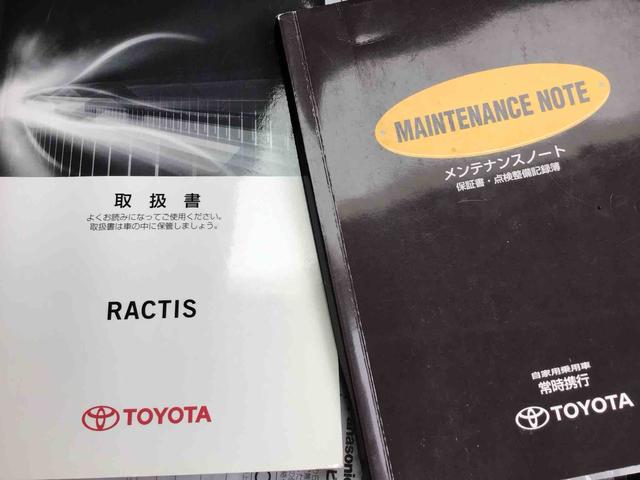 取扱書
よくお読みになってご使用ください。
取扱書は車の中に保管しましょう。
RACTIS
TOYOTA
MAINTENANCE NOTE
メンテナンスノート
保証書・点検整備記録簿
自家用乗用車
常時携行
TOYOTA
Panasonic